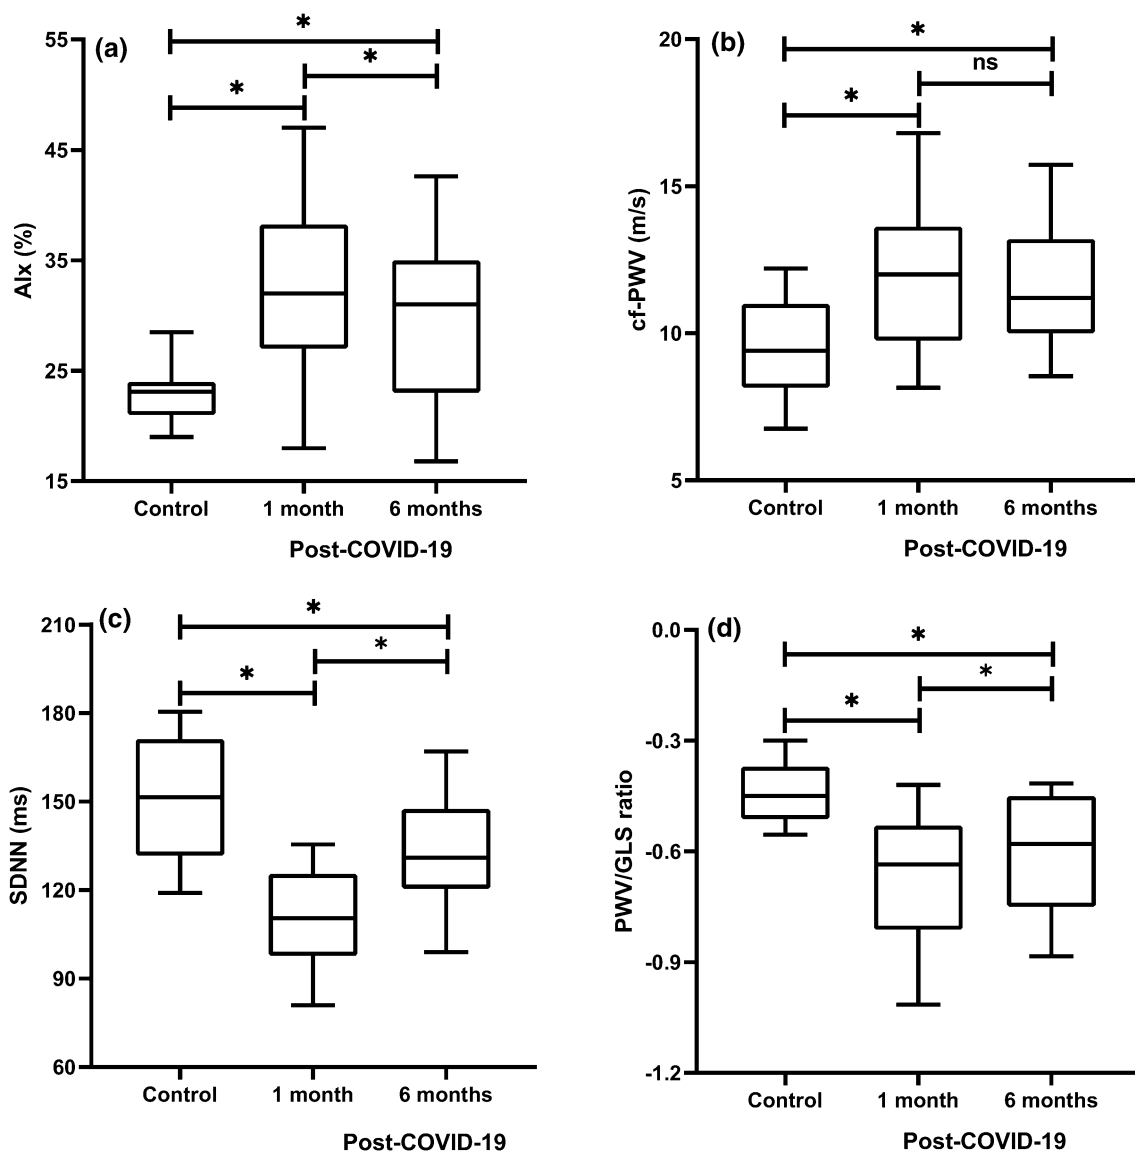 (a)
*
*
*
55
45
35
25
15
AIx (%)
Control
1 month
6 months
Post-COVID-19
(b)
*
ns
*
20
15
10
5
cf-PWV (m/s)
Control
1 month
6 months
Post-COVID-19
(c)
*
*
*
210
180
150
120
90
60
SDNN (ms)
Control
1 month
6 months
Post-COVID-19
(d)
*
*
*
0.0
-0.3
-0.6
-0.9
-1.2
PWV/GLS ratio
Control
1 month
6 months
Post-COVID-19